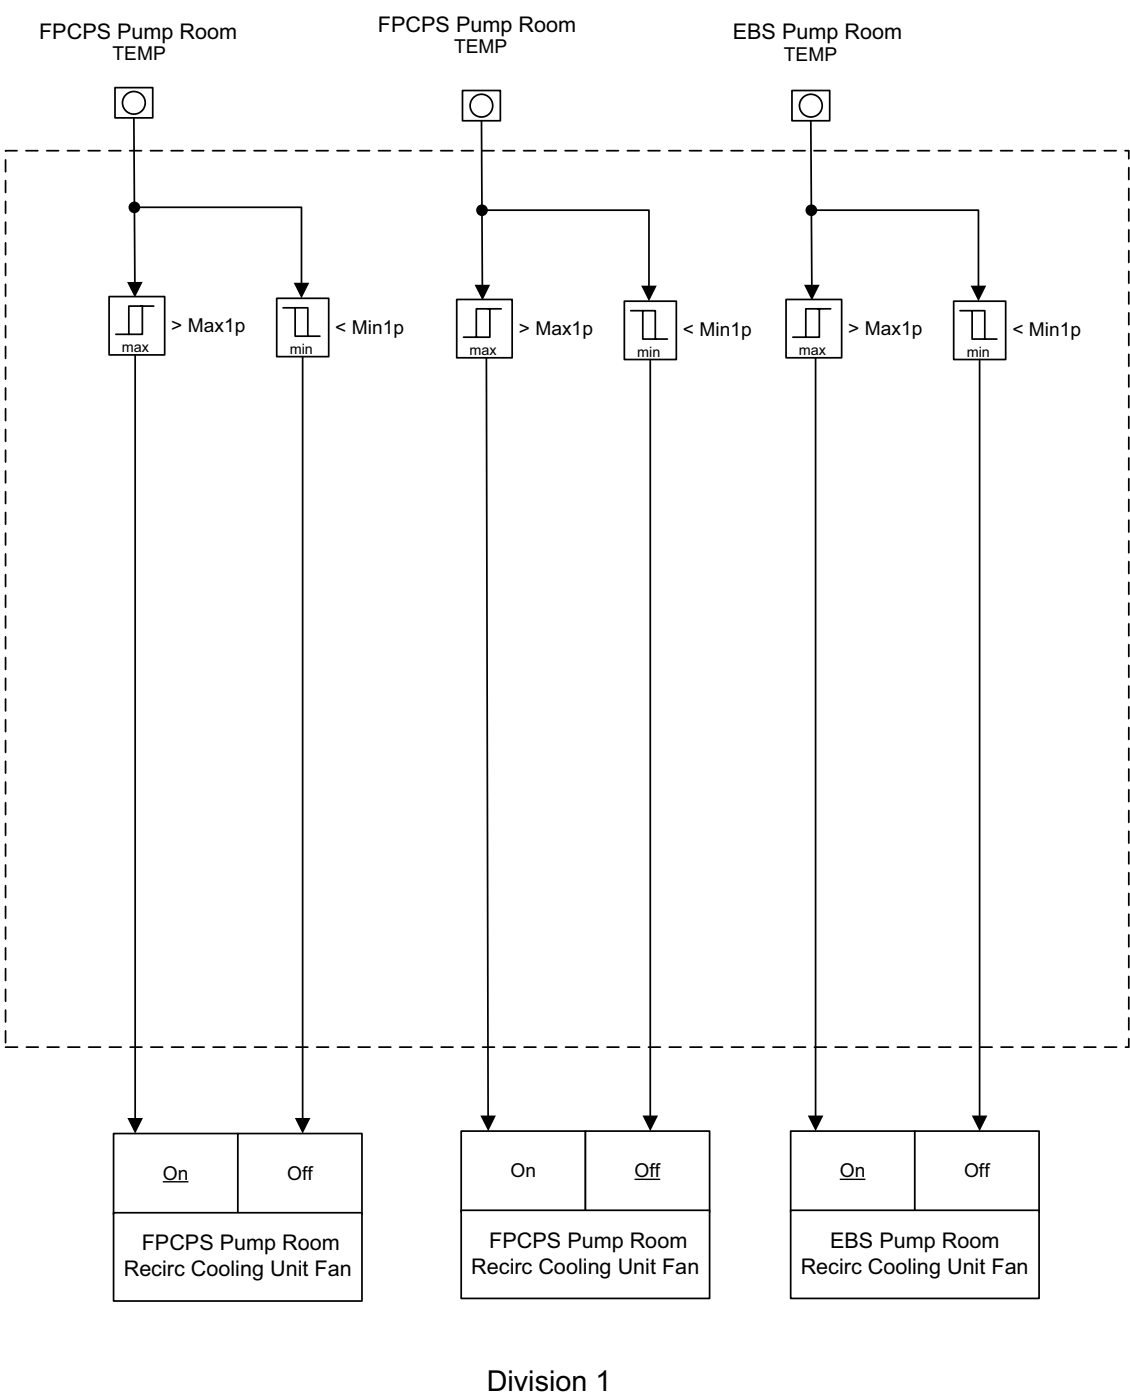 FPCPS Pump Room
TEMP
FPCPS Pump Room
TEMP
EBS Pump Room
TEMP
max
> Max1p
min
< Min1p
max
> Max1p
min
< Min1p
max
> Max1p
min
< Min1p
On
Off
FPCPS Pump Room
Recirc Cooling Unit Fan
On
Off
FPCPS Pump Room
Recirc Cooling Unit Fan
On
Off
EBS Pump Room
Recirc Cooling Unit Fan
Division 1